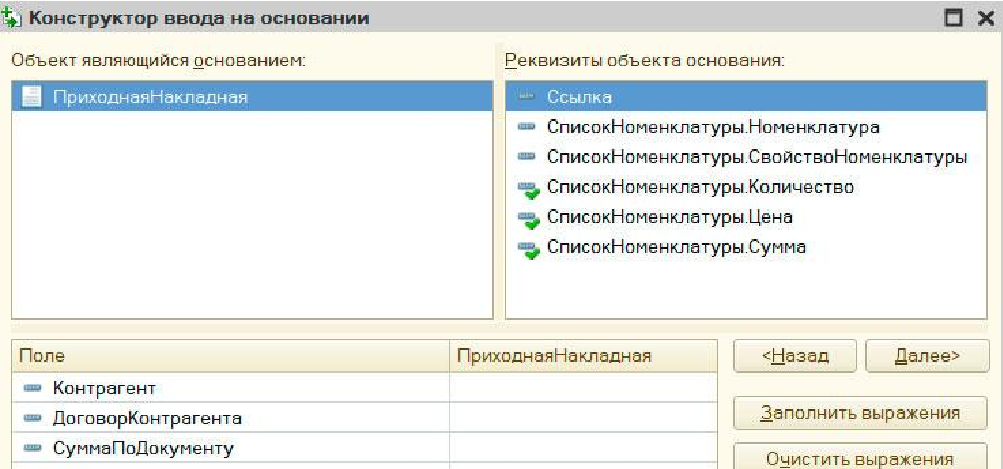 Конструктор ввода на основании
Объект являющийся основанием:
ПриходнаяНакладная
Реквизиты объекта основания:
Ссылка
СписокНоменклатуры.Номенклатура
СписокНоменклатуры.СвойствоНоменклатуры
СписокНоменклатуры.Количество
СписокНоменклатуры.Цена
СписокНоменклатуры.Сумма
Поле
ПриходнаяНакладная
Контрагент
ДоговорКонтрагента
СуммаПоДокументу
<Назад
Далее>
Заполнить выражения
Очистить выражения